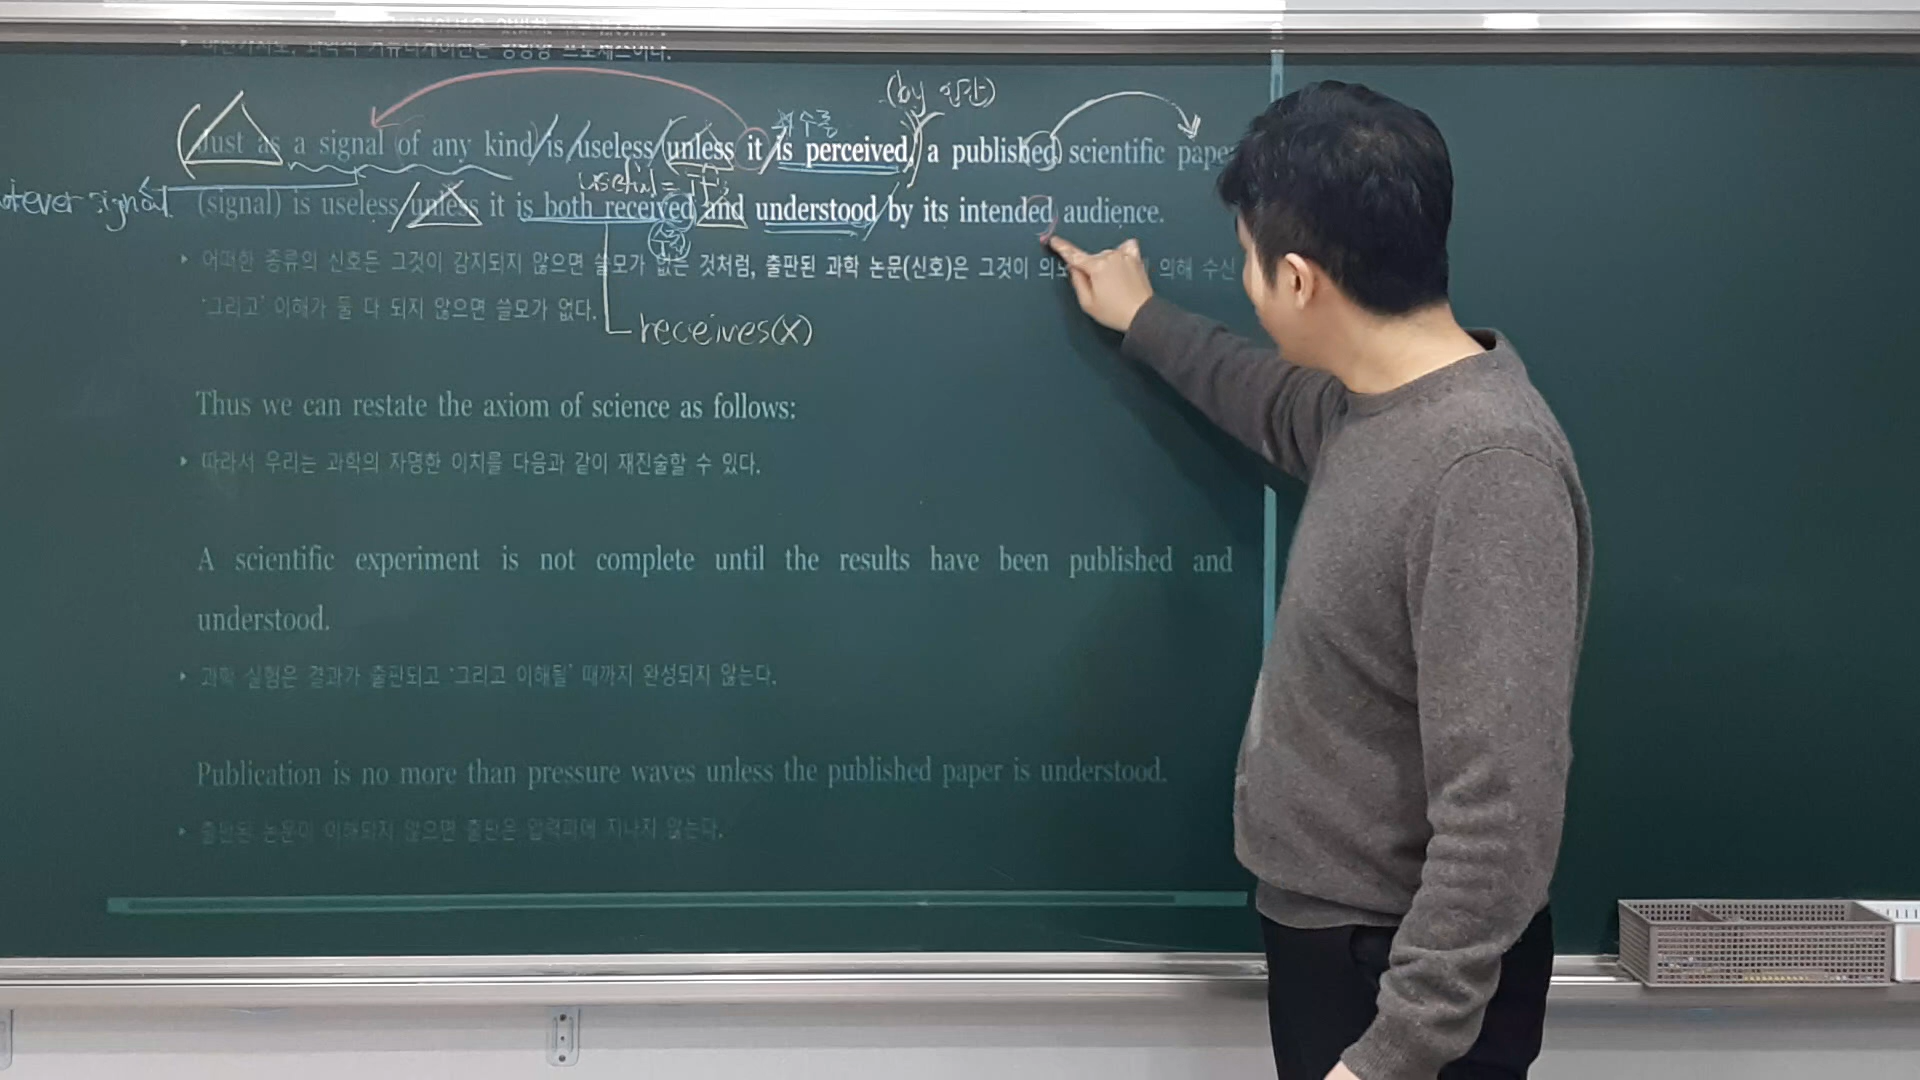 (by 인간)
수동
Just as a signal of any kind is useless unless it is perceived, a published scientific pape
useful =
signal (signal) is useless unless it is both received and understood by its intended audience.
수동
어떠한 종류의 신호든 그것이 감지되지 않으면 쓸모가 없는 것처럼, 출판된 과학 논문(신호)은 그것이 의 의해 수신
'그리고' 이해가 둘 다 되지 않으면 쓸모가 없다.
receives(X)
Thus we can restate the axiom of science as follows:
따라서 우리는 과학의 자명한 이치를 다음과 같이 재진술할 수 있다.
A scientific experiment is not complete until the results have been published and
understood.
과학 실험은 결과가 출판되고 '그리고 이해될' 때까지 완성되지 않는다.
Publication is no more than pressure waves unless the published paper is understood.
출판된 논문이 이해되지 않으면 출판은 압력파에 지나지 않는다.